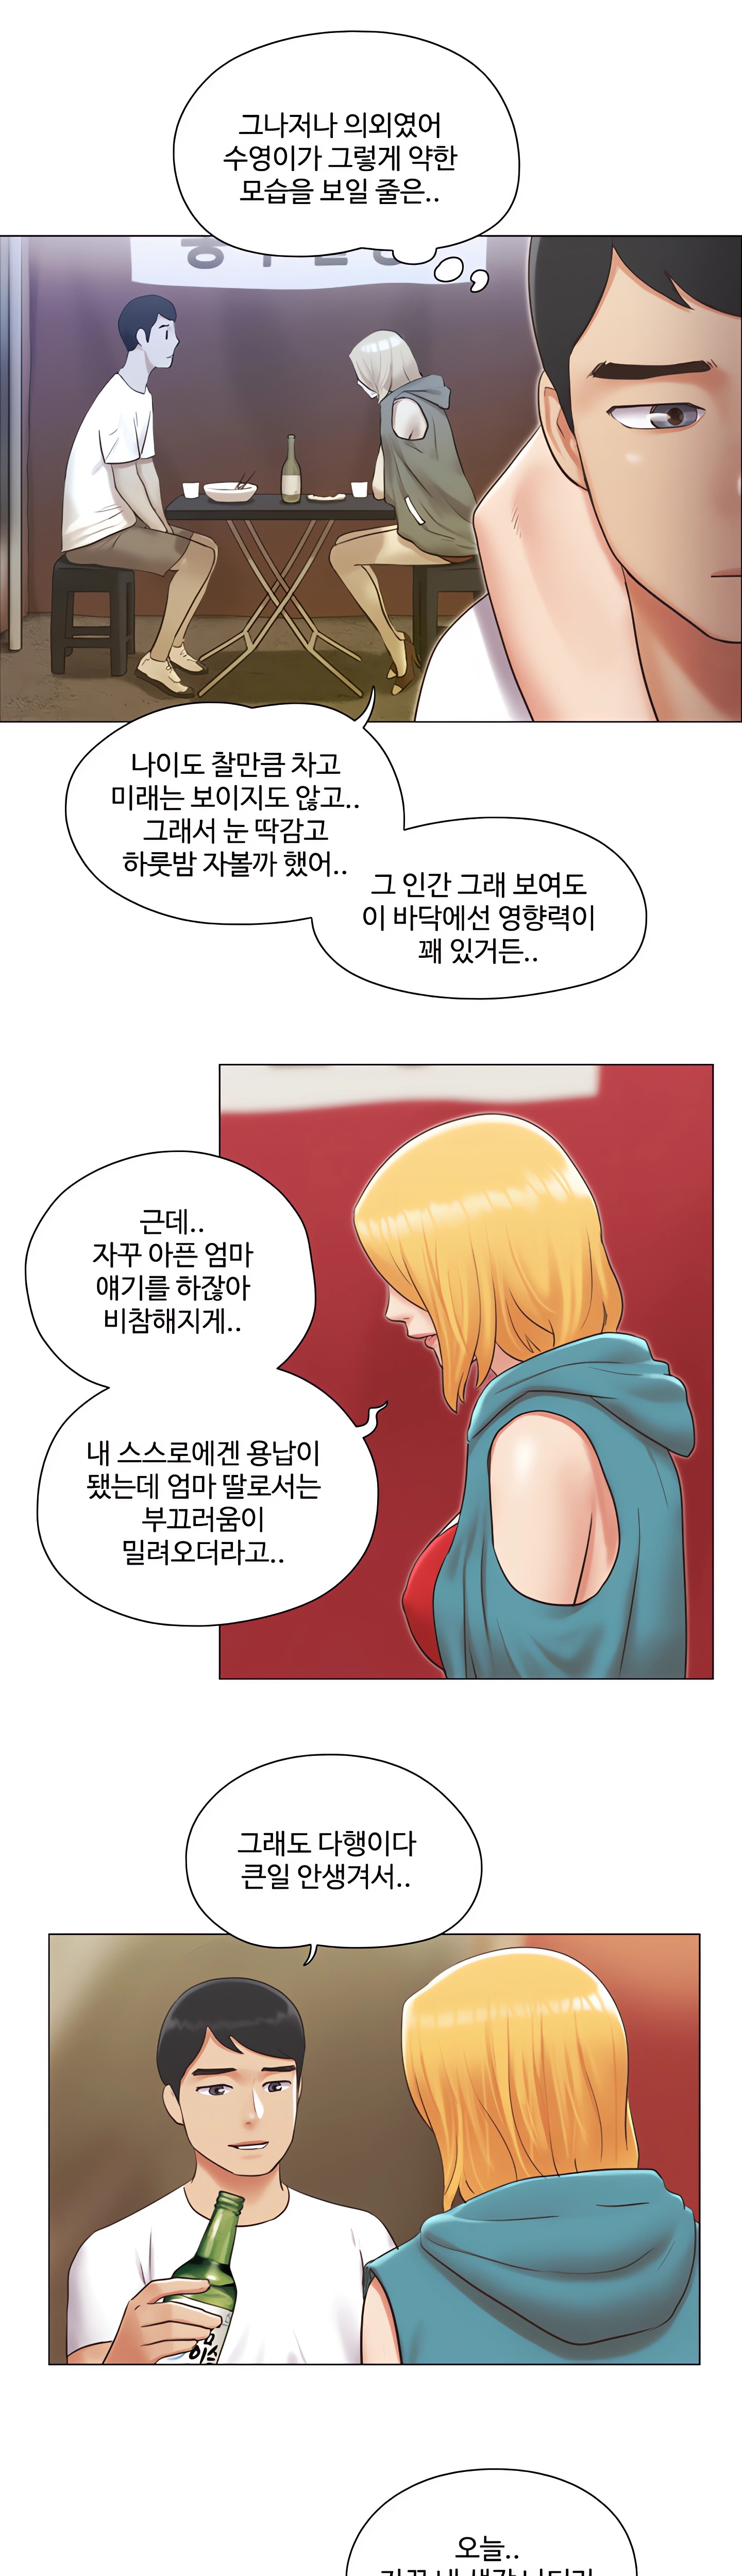 그나저나 의외였어
수영이가 그렇게 약한
모습을 보일 줄은..
나이도 찰만큼 차고
미래는 보이지도 않고..
그래서 눈 딱감고
하룻밤 자볼까 했어..
그 인간 그래 보여도
이 바닥에선 영향력이
꽤 있거든..
근데..
자꾸 아픈 엄마
얘기를 하잖아
비참해지게..
내 스스로에겐 용납이
됐는데 엄마 딸로서는
부끄러움이
밀려오더라고..
그래도 다행이다
큰일 안생겨서..
오늘..